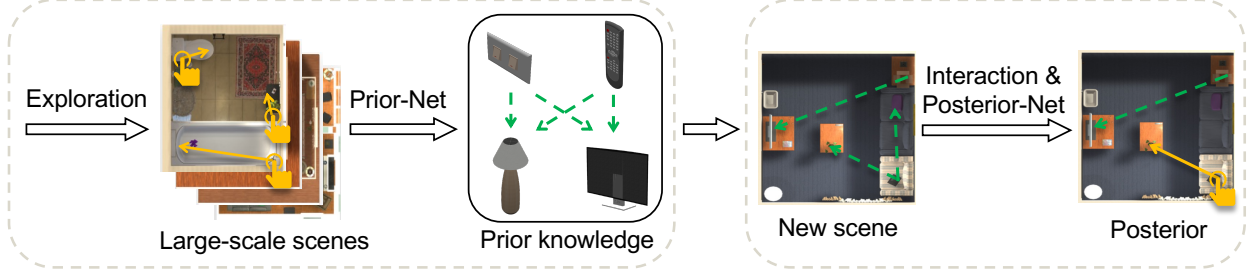 Exploration
Prior-Net
Large-scale scenes
Prior knowledge
Interaction &
Posterior-Net
New scene
Posterior